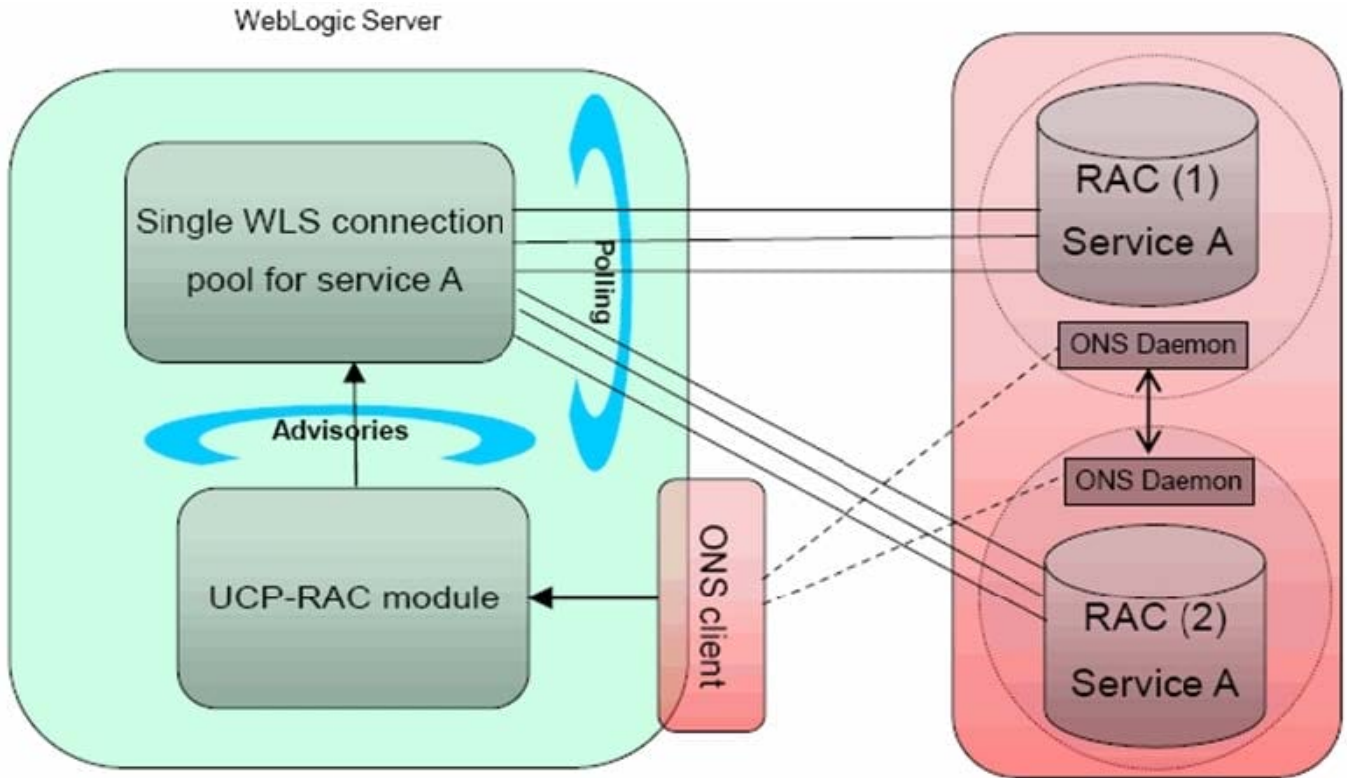 WebLogic Server
Single WLS connection
pool for service A
Polling
Advisories
UCP-RAC module
ONS client
RAC (1)
Service A
ONS Daemon
ONS Daemon
RAC (2)
Service A